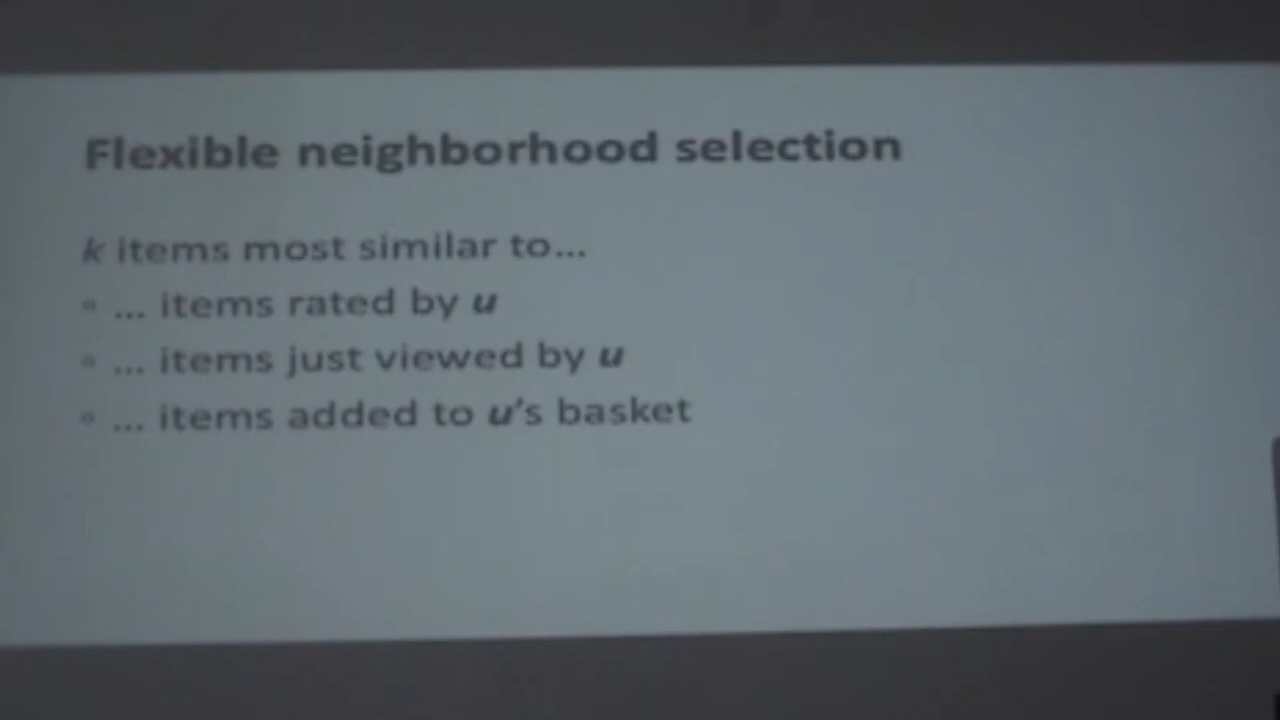 Flexible neighborhood selection
k items most similar to...
▫ ... items rated by u
▫ ... items just viewed by u
▫ ... items added to u's basket